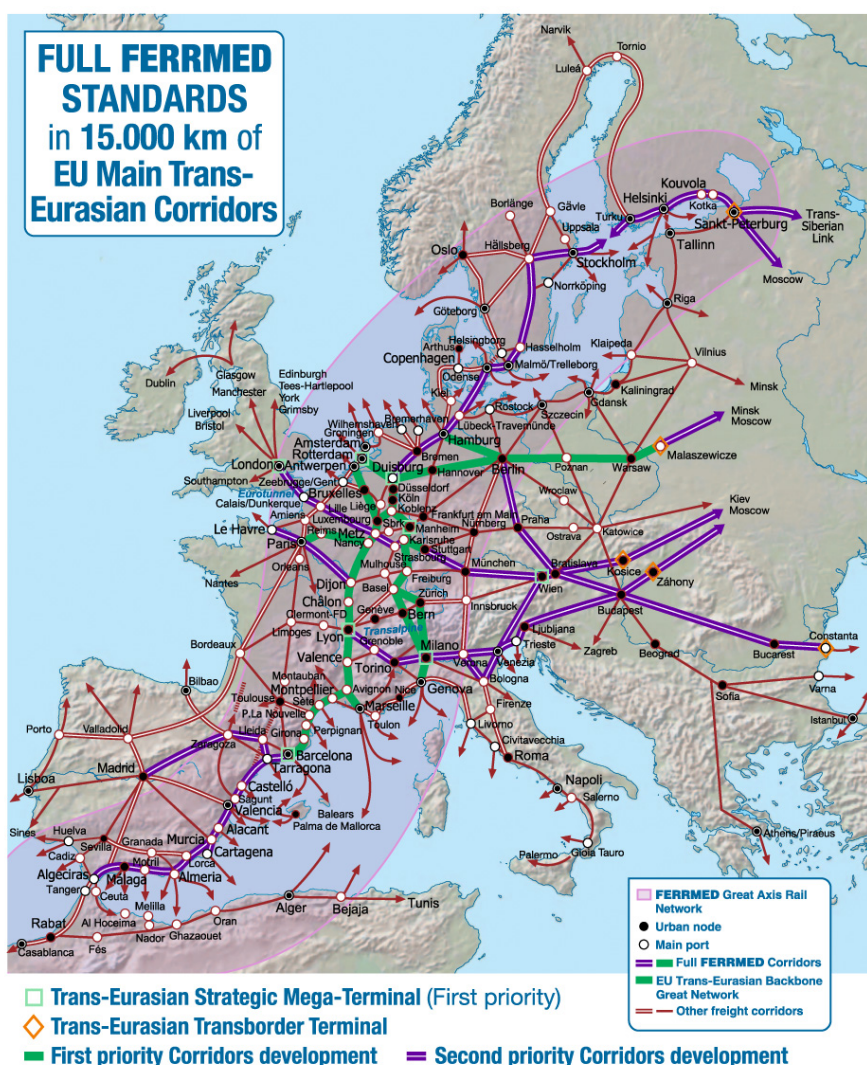 FULL FERRMED
STANDARDS
in 15.000 km of
EU Main Trans-
Eurasian Corridors
Narvik
Tornio
Luleå
Borlänge
Gävle
Uppsala
Oslo
Hällsberg
Stockholm
Norrköping
Turku
Helsinki
Kouvola
Kotka
Sankt-Peterburg
Tallinn
Trans-
Siberian
Link
Moscow
Riga
Göteborg
Helsingborg
Arthus
Copenhagen
Hasselholm
Odense
Malmö/Trelleborg
Klaipeda
Vilnius
Minsk
Kaliningrad
Gdansk
Kiel
Rostock
Szczecin
Lübeck-Travemünde
Glasgow
Dublin
Manchester
Edinburgh
Tees-Hartlepool
York
Grimsby
Liverpool
Bristol
Wilhemshaven
Bremerhaven
Groningen
Amsterdam
Rotterdam
Hamburg
Bremen
Minsk
Moscow
London
Antwerpen
Duisburg
Hannover
Berlin
Poznan
Warsaw
Malaszewicze
Southampton
Zeebrugge/Gent
Eurotunnel
Bruxelles
Düsseldorf
Köln
Calais/Dunkerque
Lille
Liège
Koblenz
Wroclaw
Amiens
Luxembourg
Frankfurt am Main
Kiev
Moscow
Le Havre
Reims
Metz
Sbrk
Manheim
Nürnberg
Praha
Ostrava
Katowice
Paris
Nancy
Karlsruhe
Stuttgart
Strasbourg
Orleans
Mulhouse
München
Bratislava
Kosice
Záhony
Nantes
Dijon
Freiburg
Wien
Basel
Budapest
Châlon
Zürich
Innsbruck
Clermont-FD
Genève
Bern
Ljubljana
Limoges
Lyon
Transalpine
Milano
Trieste
Constanta
Grenoble
Zagreb
Beograd
Bucarest
Bordeaux
Valence
Torino
Verona
Venezia
Bologna
Varna
Montauban
Avignon
Nice
Genova
Sofia
Bilbao
Toulouse
Montpellier
Sète
Marseille
Firenze
Istanbul
P.La Nouvelle
Toulon
Livorno
Porto
Valladolid
Perpignan
Lleida
Girona
Civitavecchia
Zaragoza
Roma
Barcelona
Tarragona
Madrid
Lisboa
Castelló
Napoli
Sagunt
Valencia
Salerno
Balears
Palma de Mallorca
Sines
Huelva
Alacant
Sevilla
Granada
Murcia
Athens/Piraeus
Cadiz
Motril
Lorca
Cartagena
Palermo
Gioia Tauro
Algeciras
Málaga
Almeria
Tanger
Ceuta
Melilla
Alger
Tunis
Rabat
Al Hoceima
Oran
Bejaja
Nador
Ghazaouet
Casablanca
Fés
FERRMED Great Axis Rail
Network
Urban node
Main port
Full FERRMED Corridors
EU Trans-Eurasian Backbone
Great Network
Other freight corridors
Trans-Eurasian Strategic Mega-Terminal (First priority)
Trans-Eurasian Transborder Terminal
First priority Corridors development
Second priority Corridors development